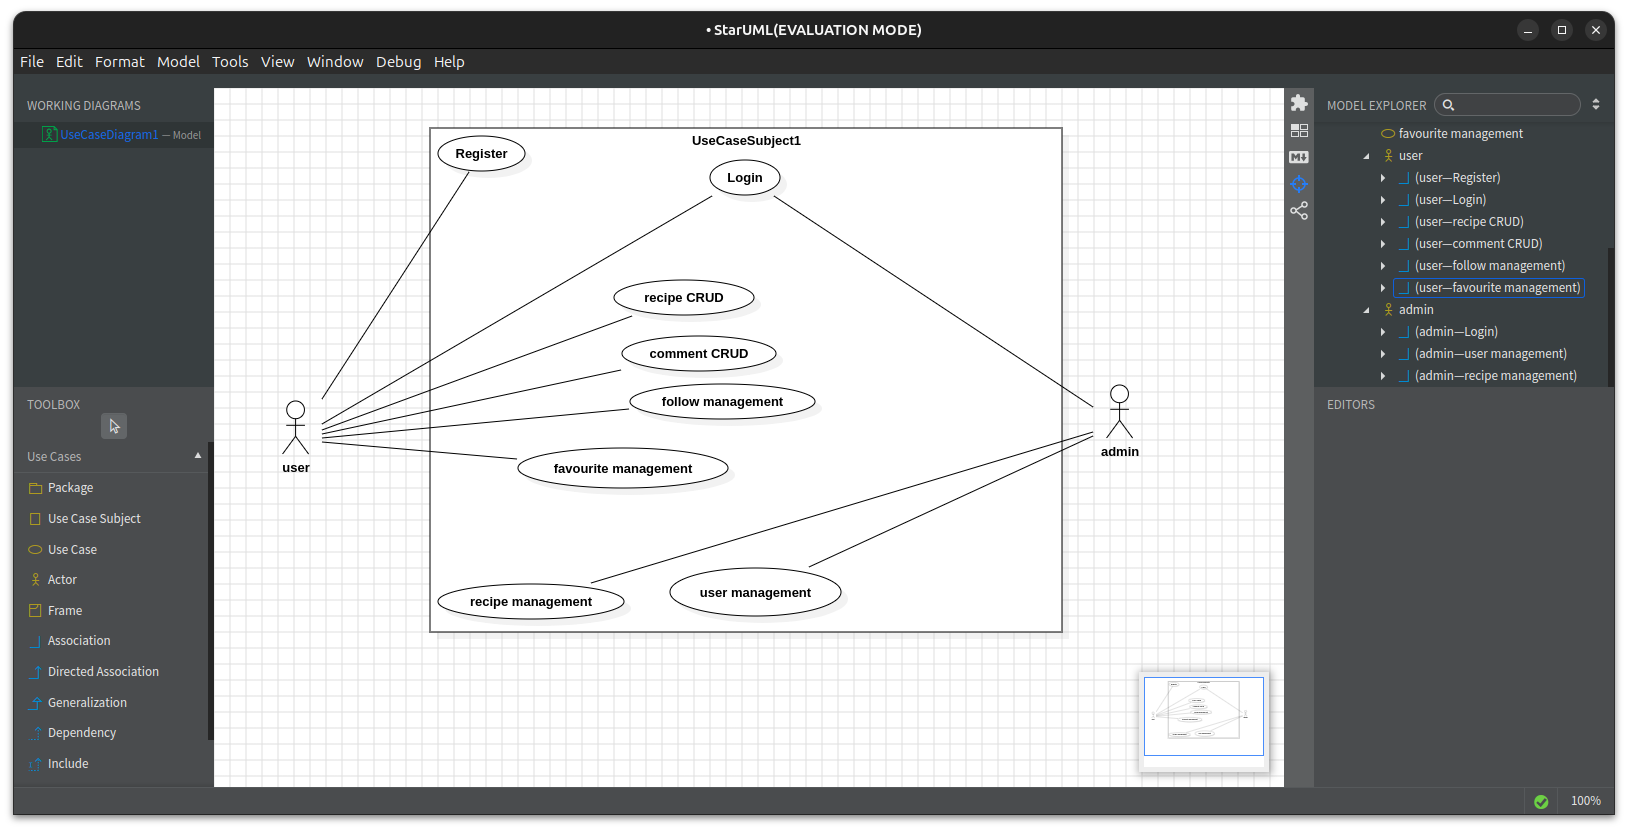 • StarUML(EVALUATION MODE)
File Edit Format Model Tools View Window Debug Help
WORKING DIAGRAMS
UseCaseDiagram1 — Model
TOOLBOX
Use Cases
Package
Use Case Subject
Use Case
Actor
Frame
Association
Directed Association
Generalization
Dependency
Include
UseCaseSubject1
Register
Login
recipe CRUD
comment CRUD
follow management
favourite management
user
admin
recipe management
user management
M
MODEL EXPLORER
favourite management
user
(user—Register)
(user—Login)
(user—recipe CRUD)
(user—comment CRUD)
(user—follow management)
(user—favourite management)
admin
(admin—Login)
(admin—user management)
(admin—recipe management)
EDITORS
100%